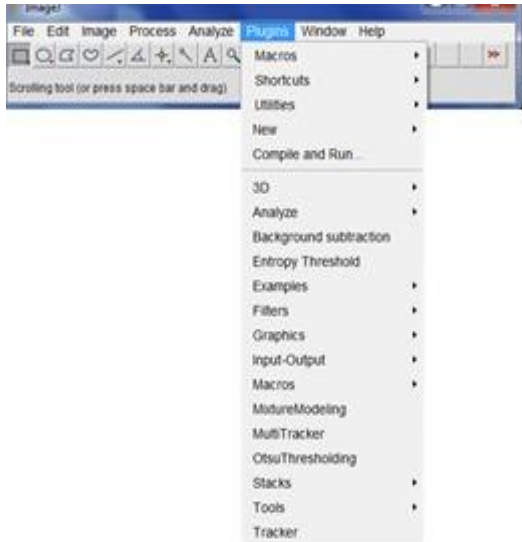 ImageJ
File Edit Image Process Analyze Plugins Window Help
Scrolling tool (or press space bar and drag)
Macros
Shortcuts
Utilities
New
Compile and Run...
3D
Analyze
Background subtraction
Entropy Threshold
Examples
Filters
Graphics
Input-Output
Macros
MixtureModeling
MultiTracker
OtsuThresholding
Stacks
Tools
Tracker